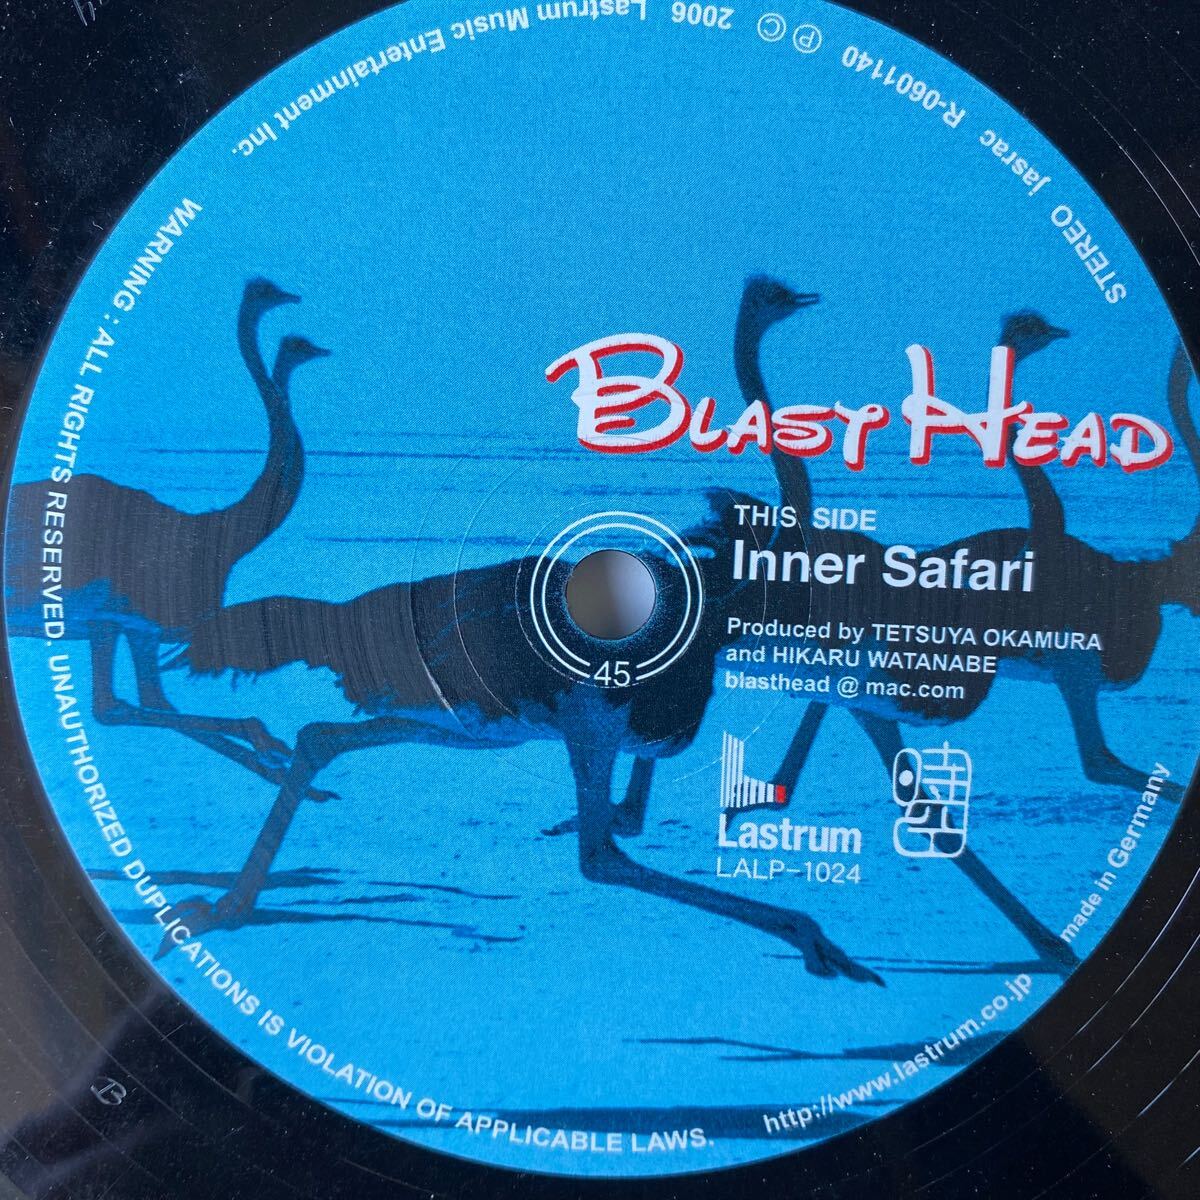 BLAST HEAD
THIS SIDE
Inner Safari
Produced by TETSUYA OKAMURA
and HIKARU WATANABE
blasthead @ mac.com
45
Lastrum
LALP-1024
STEREO jasrac R-0601140 Ⓟ Ⓒ 2006 Lastrum Music Entertainment Inc.
WARNING : ALL RIGHTS RESERVED. UNAUTHORIZED DUPLICATIONS IS VIOLATION OF APPLICABLE LAWS.
http://www.lastrum.co.jp
made in Germany
B